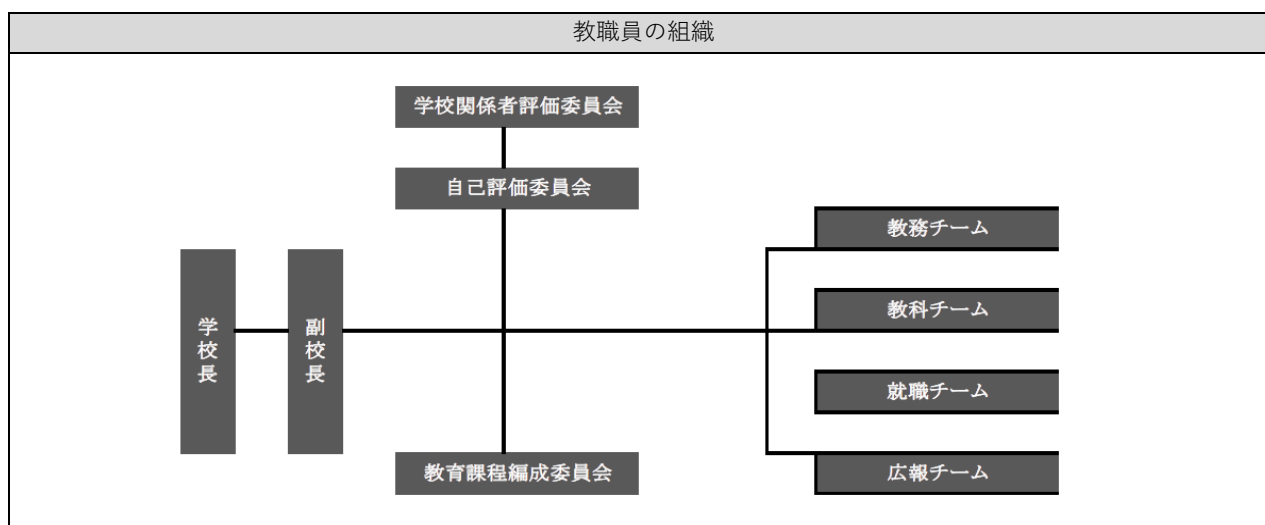 教職員の組織
学校関係者評価委員会
自己評価委員会
学校長
副校長
教育課程編成委員会
教務チーム
教科チーム
就職チーム
広報チーム